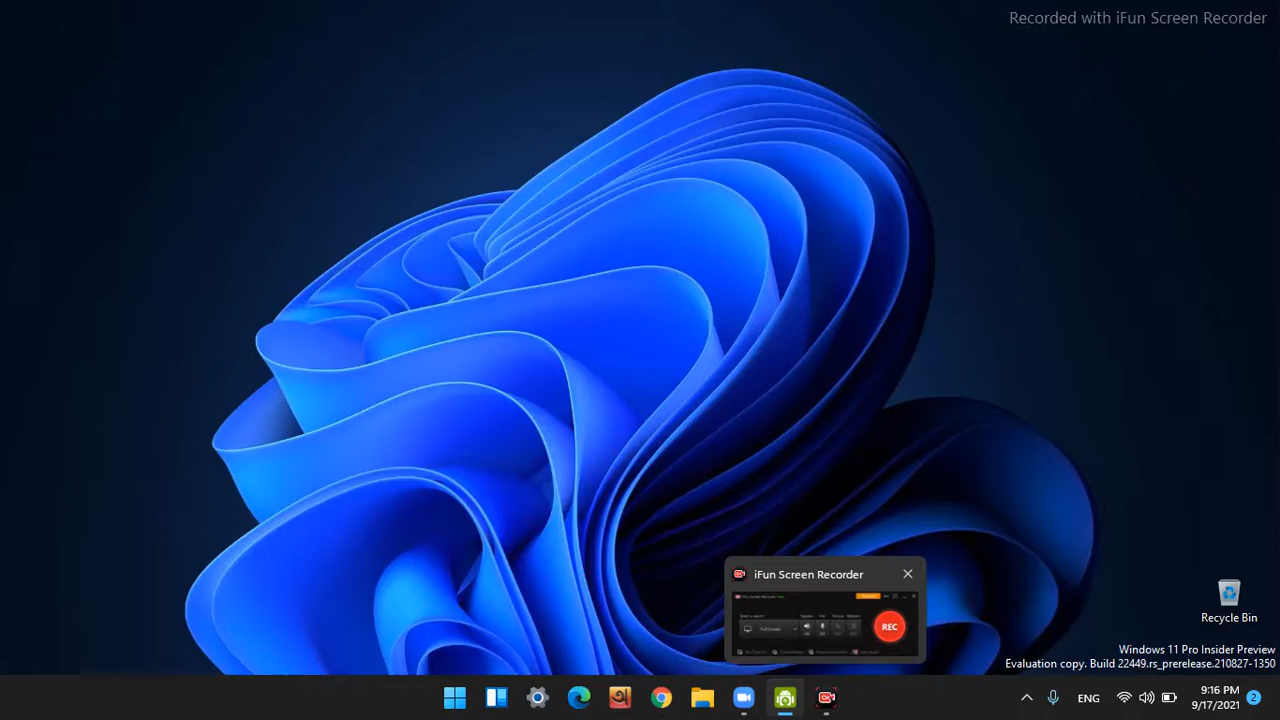 Recorded with iFun Screen Recorder
iFun Screen Recorder
REC
Recycle Bin
Windows 11 Pro Insider Preview
Evaluation copy. Build 22449.rs_prerelease.210827-1350
ENG
9:16 PM
9/17/2021
2